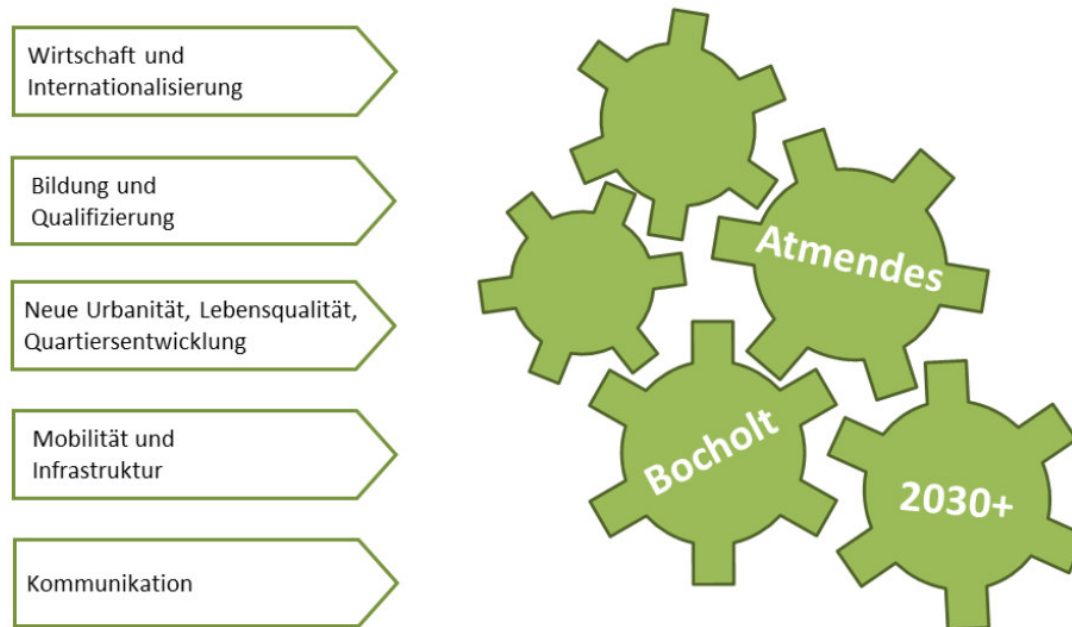 Wirtschaft und
Internationalisierung
Bildung und
Qualifizierung
Neue Urbanität, Lebensqualität,
Quartiersentwicklung
Mobilität und
Infrastruktur
Kommunikation
Atmendes
Bocholt
2030+